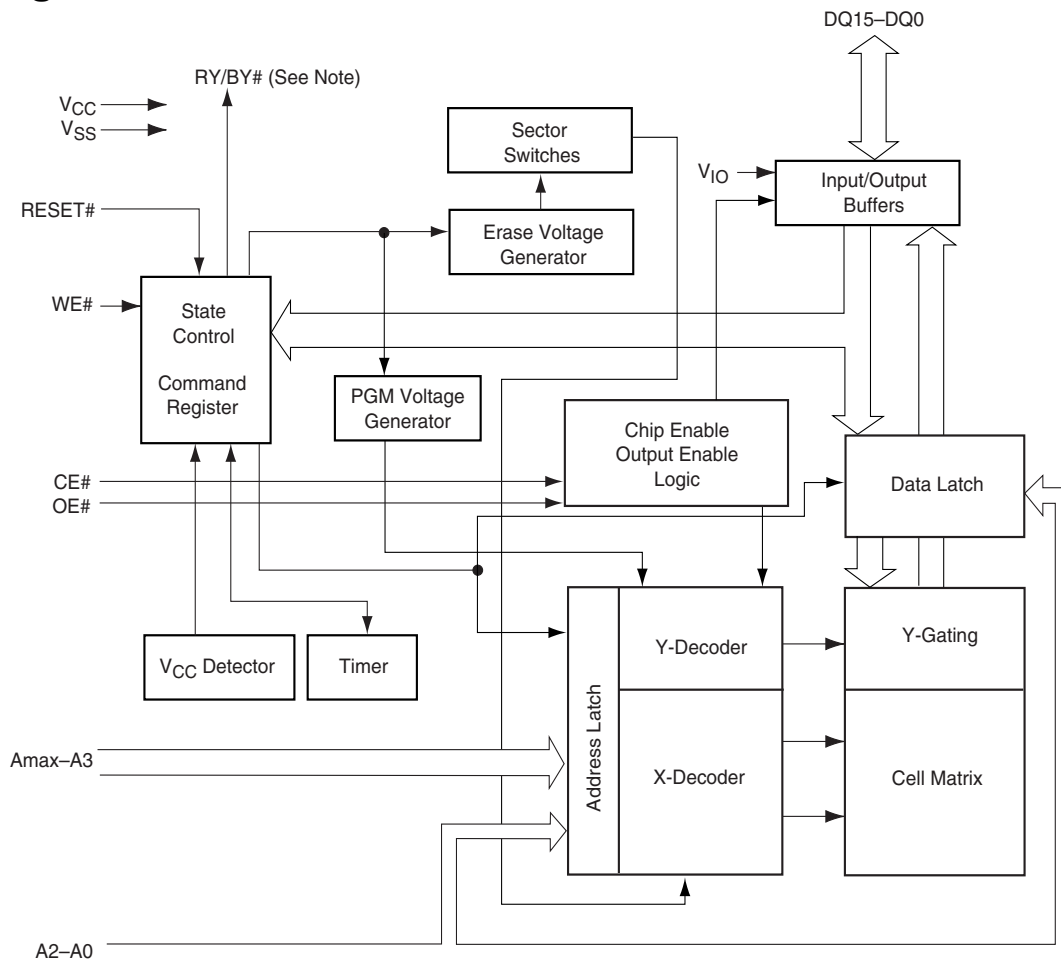 g
DQ15–DQ0
RY/BY# (See Note)
VCC
VSS
Sector
Switches
VIO
Input/Output
Buffers
RESET#
Erase Voltage
Generator
WE#
State
Control
Command
Register
PGM Voltage
Generator
Chip Enable
Output Enable
Logic
CE#
OE#
Data Latch
VCC Detector
Timer
Address Latch
Y-Decoder
Y-Gating
Amax–A3
X-Decoder
Cell Matrix
A2–A0